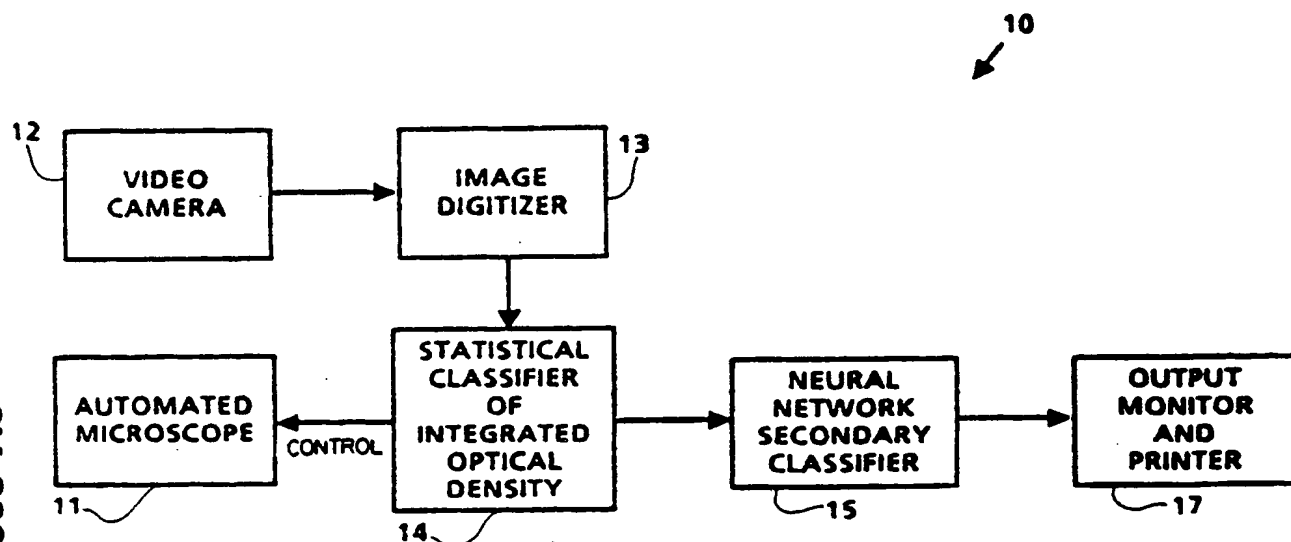 10
12
VIDEO
CAMERA
IMAGE
DIGITIZER
13
AUTOMATED
MICROSCOPE
11
CONTROL
STATISTICAL
CLASSIFIER
OF
INTEGRATED
OPTICAL
DENSITY
14
NEURAL
NETWORK
SECONDARY
CLASSIFIER
15
OUTPUT
MONITOR
AND
PRINTER
17